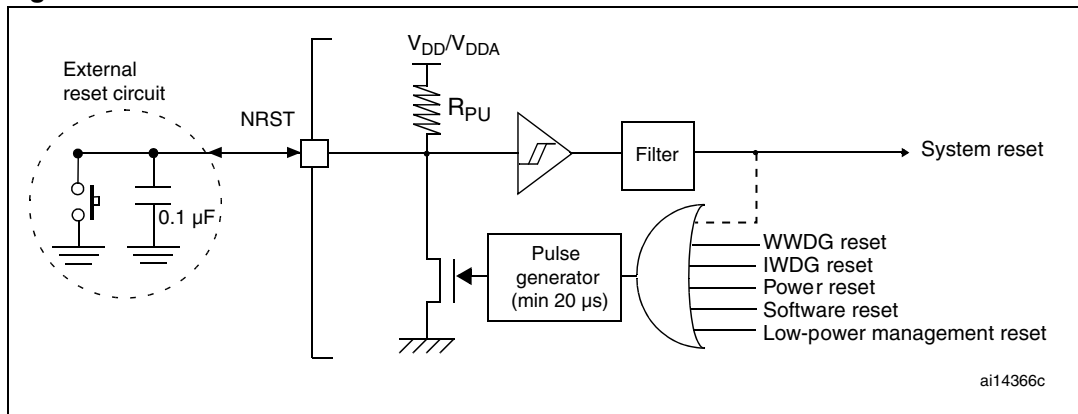 V_DD/V_DDA
External
reset circuit
R_PU
NRST
Filter
System reset
0.1 µF
Pulse
generator
(min 20 µs)
WWDG reset
IWDG reset
Power reset
Software reset
Low-power management reset
ai14366c